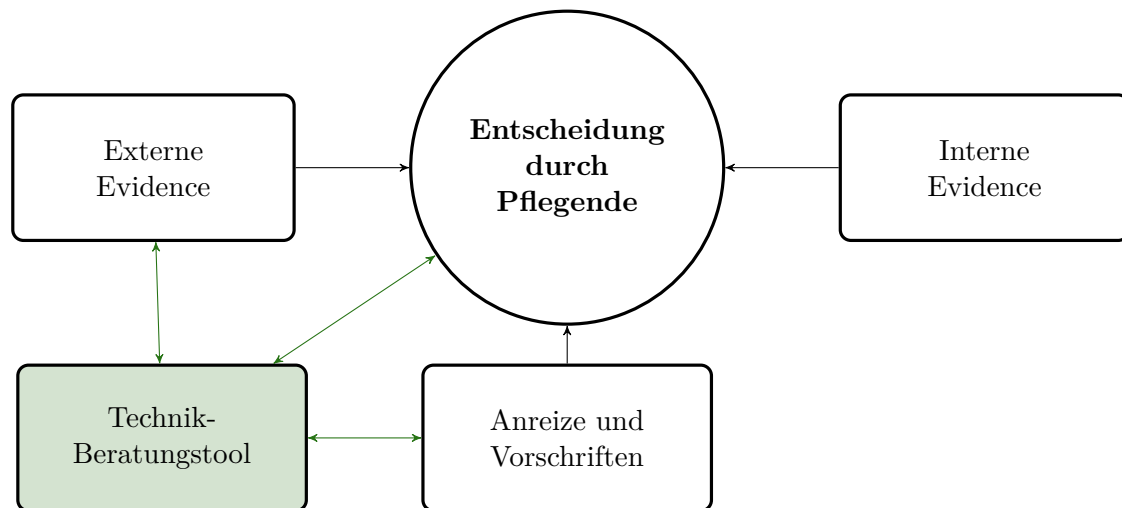 Externe
Evidence
Entscheidung
durch
Pflegende
Interne
Evidence
Technik-
Beratungstool
Anreize und
Vorschriften